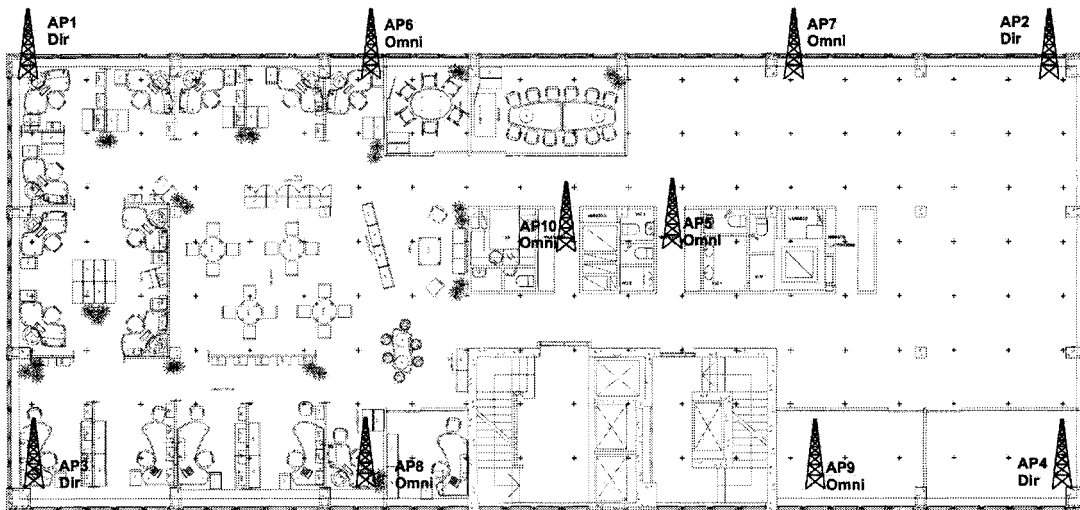 AP1
Dir
AP6
Omni
AP7
Omni
AP2
Dir
AP10
Omni
AP5
Omni
AP3
Dir
AP8
Omni
AP9
Omni
AP4
Dir